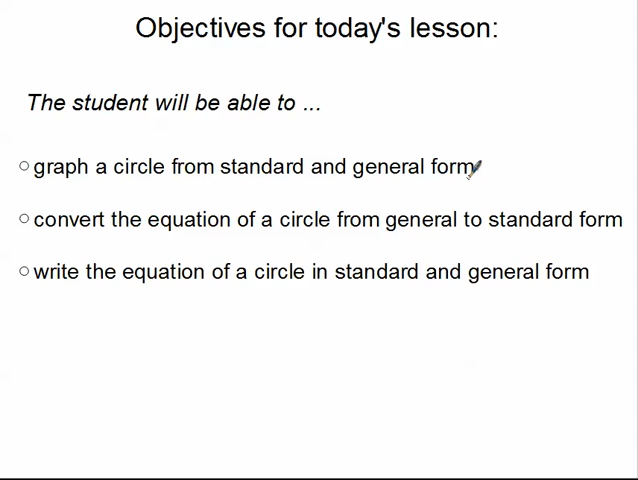 Objectives for today's lesson:
The student will be able to ...
graph a circle from standard and general form
convert the equation of a circle from general to standard form
write the equation of a circle in standard and general form